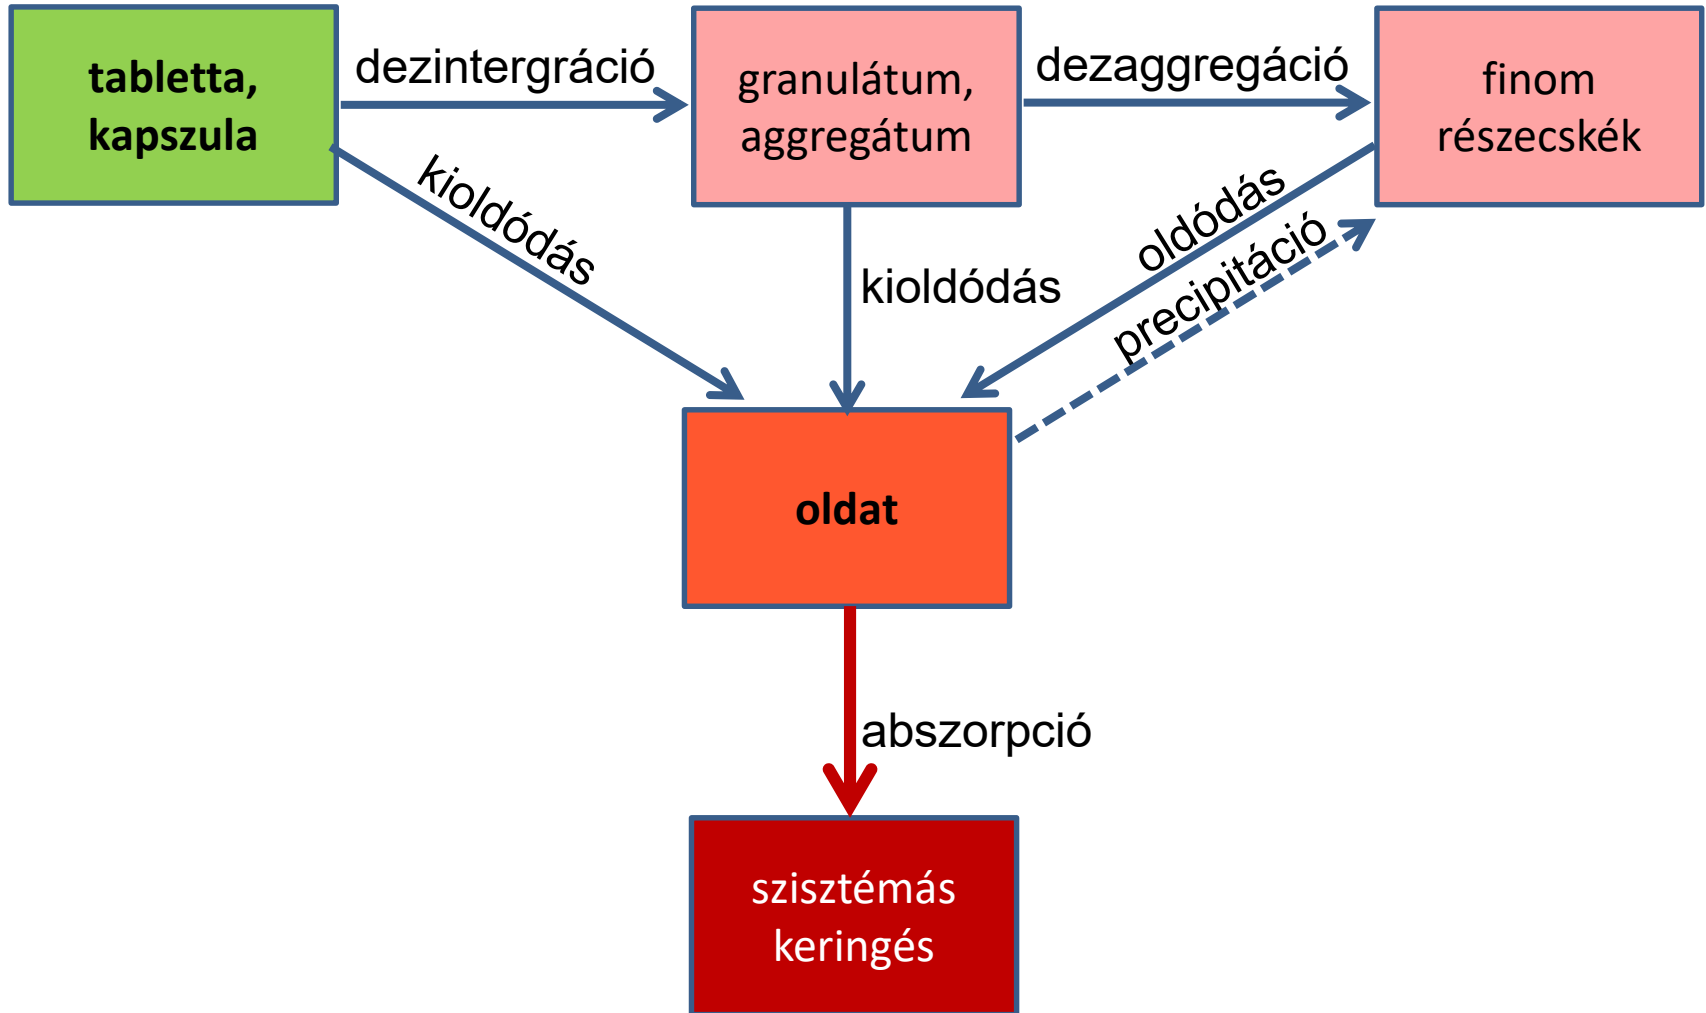 tabletta,
kapszula
dezintergráció
granulátum,
aggregátum
dezaggregáció
finom
részecskék
kioldódás
kioldódás
oldódás
precipitáció
oldat
abszorpció
szisztémás
keringés